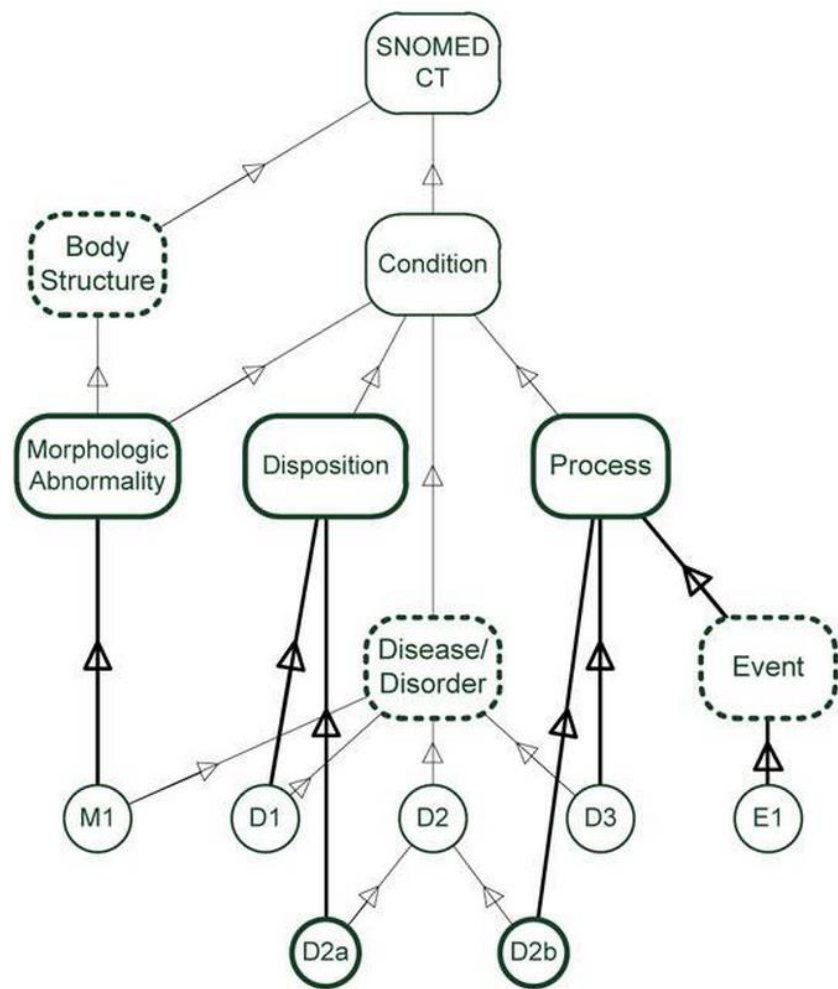 SNOMED
CT
Body
Structure
Condition
Morphologic
Abnormality
Disposition
Process
Disease/
Disorder
Event
M1
D1
D2
D3
E1
D2a
D2b